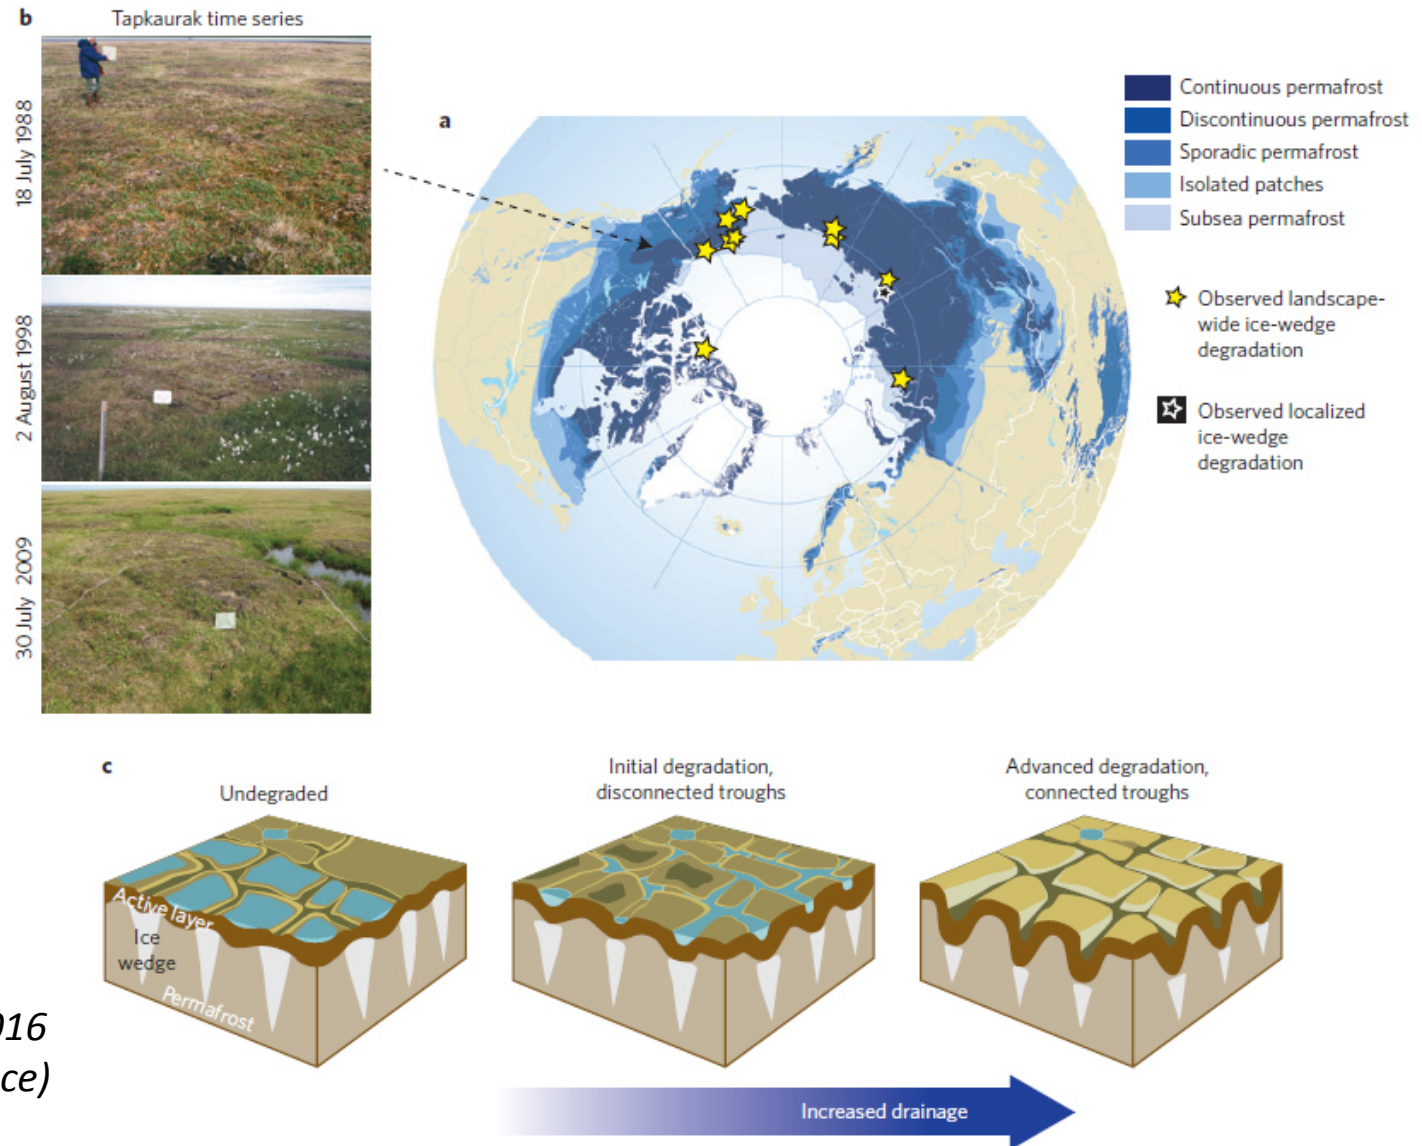 b
Tapkaurak time series
18 July 1988
2 August 1998
30 July 2009
a
Continuous permafrost
Discontinuous permafrost
Sporadic permafrost
Isolated patches
Subsea permafrost
Observed landscape-
wide ice-wedge
degradation
Observed localized
ice-wedge
degradation
c
Undegraded
Initial degradation,
disconnected troughs
Advanced degradation,
connected troughs
Active layer
Ice
wedge
Permafrost
016
ce)
Increased drainage